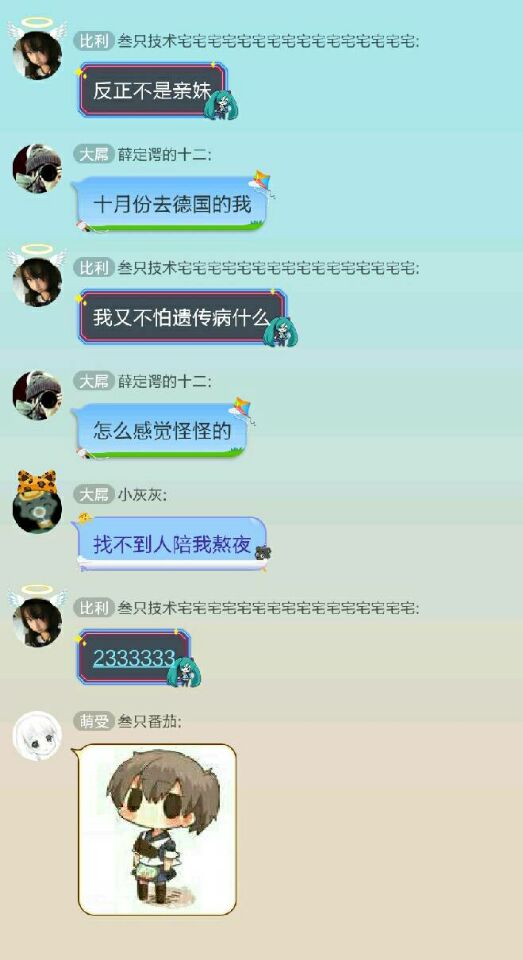 比利 叁只技术宅宅宅宅宅宅宅宅宅宅宅宅宅宅宅宅:
反正不是亲妹
大屌 薛定谔的十二:
十月份去德国的我
比利 叁只技术宅宅宅宅宅宅宅宅宅宅宅宅宅宅宅宅:
我又不怕遗传病什么
大屌 薛定谔的十二:
怎么感觉怪怪的
大屌 小灰灰:
找不到人陪我熬夜
比利 叁只技术宅宅宅宅宅宅宅宅宅宅宅宅宅宅宅宅:
2333333
萌受 叁只番茄: